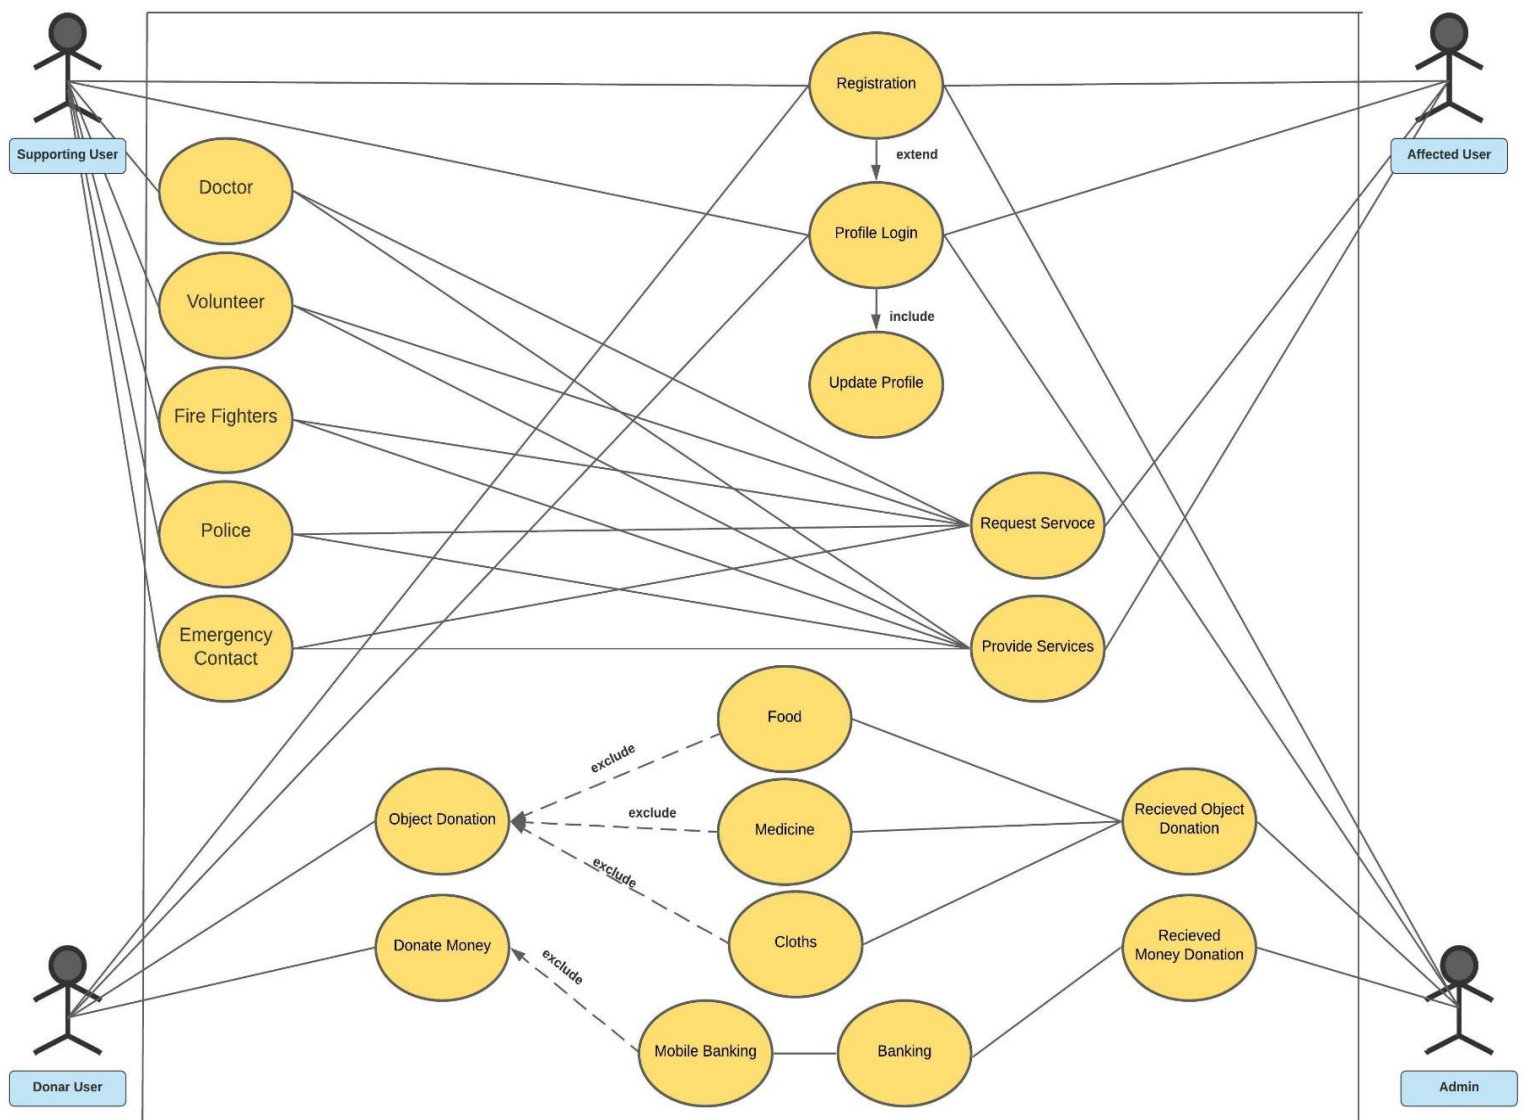 Registration
extend
Supporting User
Affected User
Doctor
Profile Login
Volunteer
include
Update Profile
Fire Fighters
Request Servoce
Police
Emergency
Contact
Provide Services
Food
exclude
Object Donation
exclude
Medicine
Recieved Object
Donation
exclude
Cloths
Donate Money
Recieved
Money Donation
exclude
Mobile Banking
Banking
Donar User
Admin